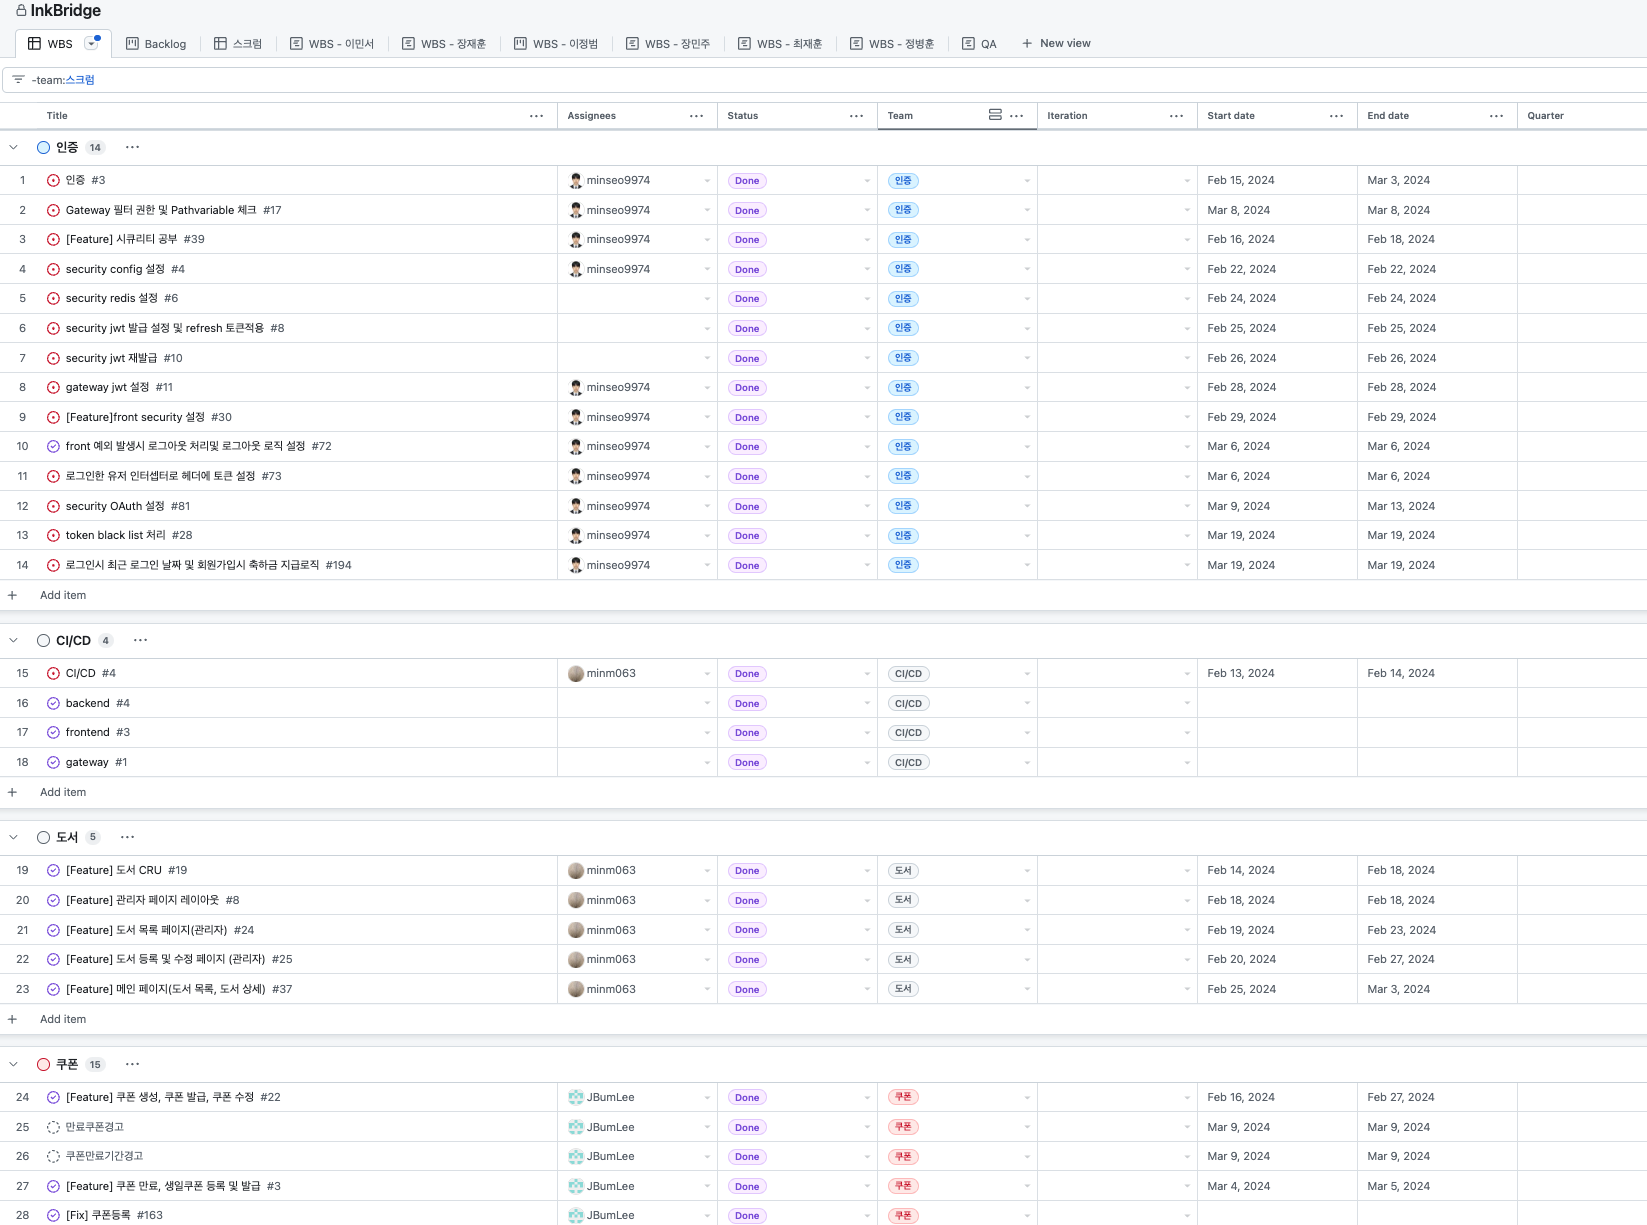 InkBridge
WBS Backlog 스크럼 WBS - 이민서 WBS - 장재훈 WBS - 이정범 WBS - 장민주 WBS - 최재훈 WBS - 정병훈 QA New view
-team:스크럼
Title Assignees Status Team Iteration Start date End date Quarter
인증 14
1 인증 #3 minseo9974 Done 인증 Feb 15, 2024 Mar 3, 2024
2 Gateway 필터 권한 및 Pathvariable 체크 #17 minseo9974 Done 인증 Mar 8, 2024 Mar 8, 2024
3 [Feature] 시큐리티 공부 #39 minseo9974 Done 인증 Feb 16, 2024 Feb 18, 2024
4 security config 설정 #4 minseo9974 Done 인증 Feb 22, 2024 Feb 22, 2024
5 security redis 설정 #6 Done 인증 Feb 24, 2024 Feb 24, 2024
6 security jwt 발급 설정 및 refresh 토큰적용 #8 Done 인증 Feb 25, 2024 Feb 25, 2024
7 security jwt 재발급 #10 Done 인증 Feb 26, 2024 Feb 26, 2024
8 gateway jwt 설정 #11 minseo9974 Done 인증 Feb 28, 2024 Feb 28, 2024
9 [Feature]front security 설정 #30 minseo9974 Done 인증 Feb 29, 2024 Feb 29, 2024
10 front 예외 발생시 로그아웃 처리및 로그아웃 로직 설정 #72 minseo9974 Done 인증 Mar 6, 2024 Mar 6, 2024
11 로그인한 유저 인터셉터로 헤더에 토큰 설정 #73 minseo9974 Done 인증 Mar 6, 2024 Mar 6, 2024
12 security OAuth 설정 #81 minseo9974 Done 인증 Mar 9, 2024 Mar 13, 2024
13 token black list 처리 #28 minseo9974 Done 인증 Mar 19, 2024 Mar 19, 2024
14 로그인시 최근 로그인 날짜 및 회원가입시 축하금 지급로직 #194 minseo9974 Done 인증 Mar 19, 2024 Mar 19, 2024
Add item
CI/CD 4
15 CI/CD #4 minm063 Done CI/CD Feb 13, 2024 Feb 14, 2024
16 backend #4 Done CI/CD
17 frontend #3 Done CI/CD
18 gateway #1 Done CI/CD
Add item
도서 5
19 [Feature] 도서 CRU #19 minm063 Done 도서 Feb 14, 2024 Feb 18, 2024
20 [Feature] 관리자 페이지 레이아웃 #8 minm063 Done 도서 Feb 18, 2024 Feb 18, 2024
21 [Feature] 도서 목록 페이지(관리자) #24 minm063 Done 도서 Feb 19, 2024 Feb 23, 2024
22 [Feature] 도서 등록 및 수정 페이지 (관리자) #25 minm063 Done 도서 Feb 20, 2024 Feb 27, 2024
23 [Feature] 메인 페이지(도서 목록, 도서 상세) #37 minm063 Done 도서 Feb 25, 2024 Mar 3, 2024
Add item
쿠폰 15
24 [Feature] 쿠폰 생성, 쿠폰 발급, 쿠폰 수정 #22 JBumLee Done 쿠폰 Feb 16, 2024 Feb 27, 2024
25 만료쿠폰경고 JBumLee Done 쿠폰 Mar 9, 2024 Mar 9, 2024
26 쿠폰만료기간경고 JBumLee Done 쿠폰 Mar 9, 2024 Mar 9, 2024
27 [Feature] 쿠폰 만료, 생일쿠폰 등록 및 발급 #3 JBumLee Done 쿠폰 Mar 4, 2024 Mar 5, 2024
28 [Fix] 쿠폰등록 #163 JBumLee Done 쿠폰